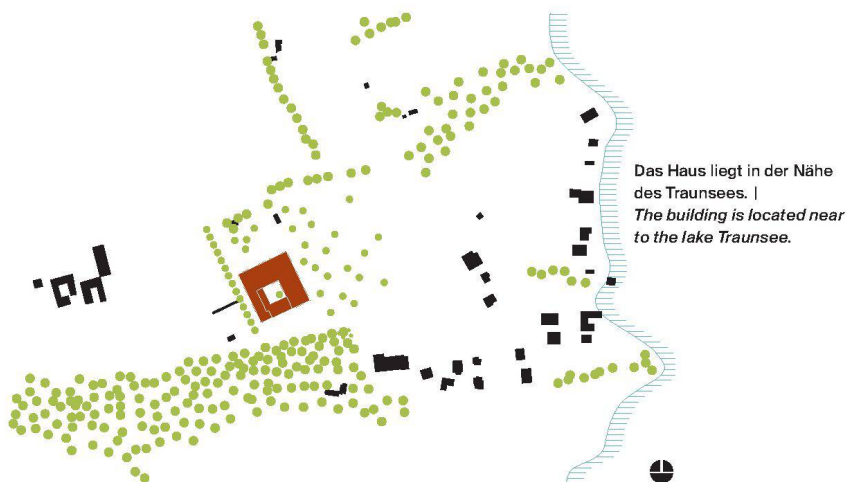 Das Haus liegt in der Nähe
des Traunsees. |
The building is located near
to the lake Traunsee.